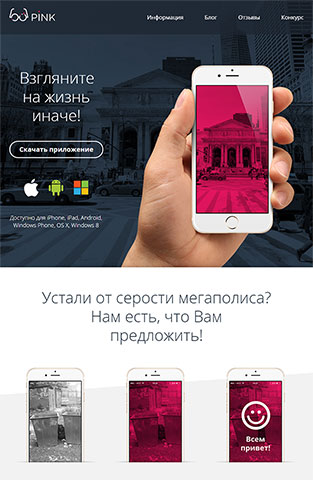 PINK
Информация
Блог
Отзывы
Конкурс
Взгляните
на жизнь
иначе!
Скачать приложение
Доступно для iPhone, iPad, Android,
Windows Phone, OS X, Windows 8
Устали от серости мегаполиса?
Нам есть, что Вам
предложить!
Всем
привет!